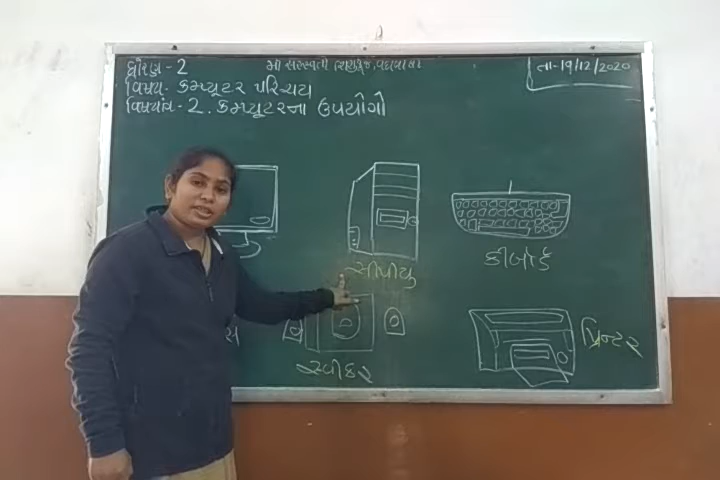 ધોરણ - 2
મા સરસ્વતી
તા - 19/12/2020
વિષય - કમ્પ્યૂટર પરિચય
વિષયાંગ - 2. કમ્પ્યૂટરના ઉપયોગો
સીપીયુ
કીબોર્ડ
સ્પીકર
પ્રિન્ટર